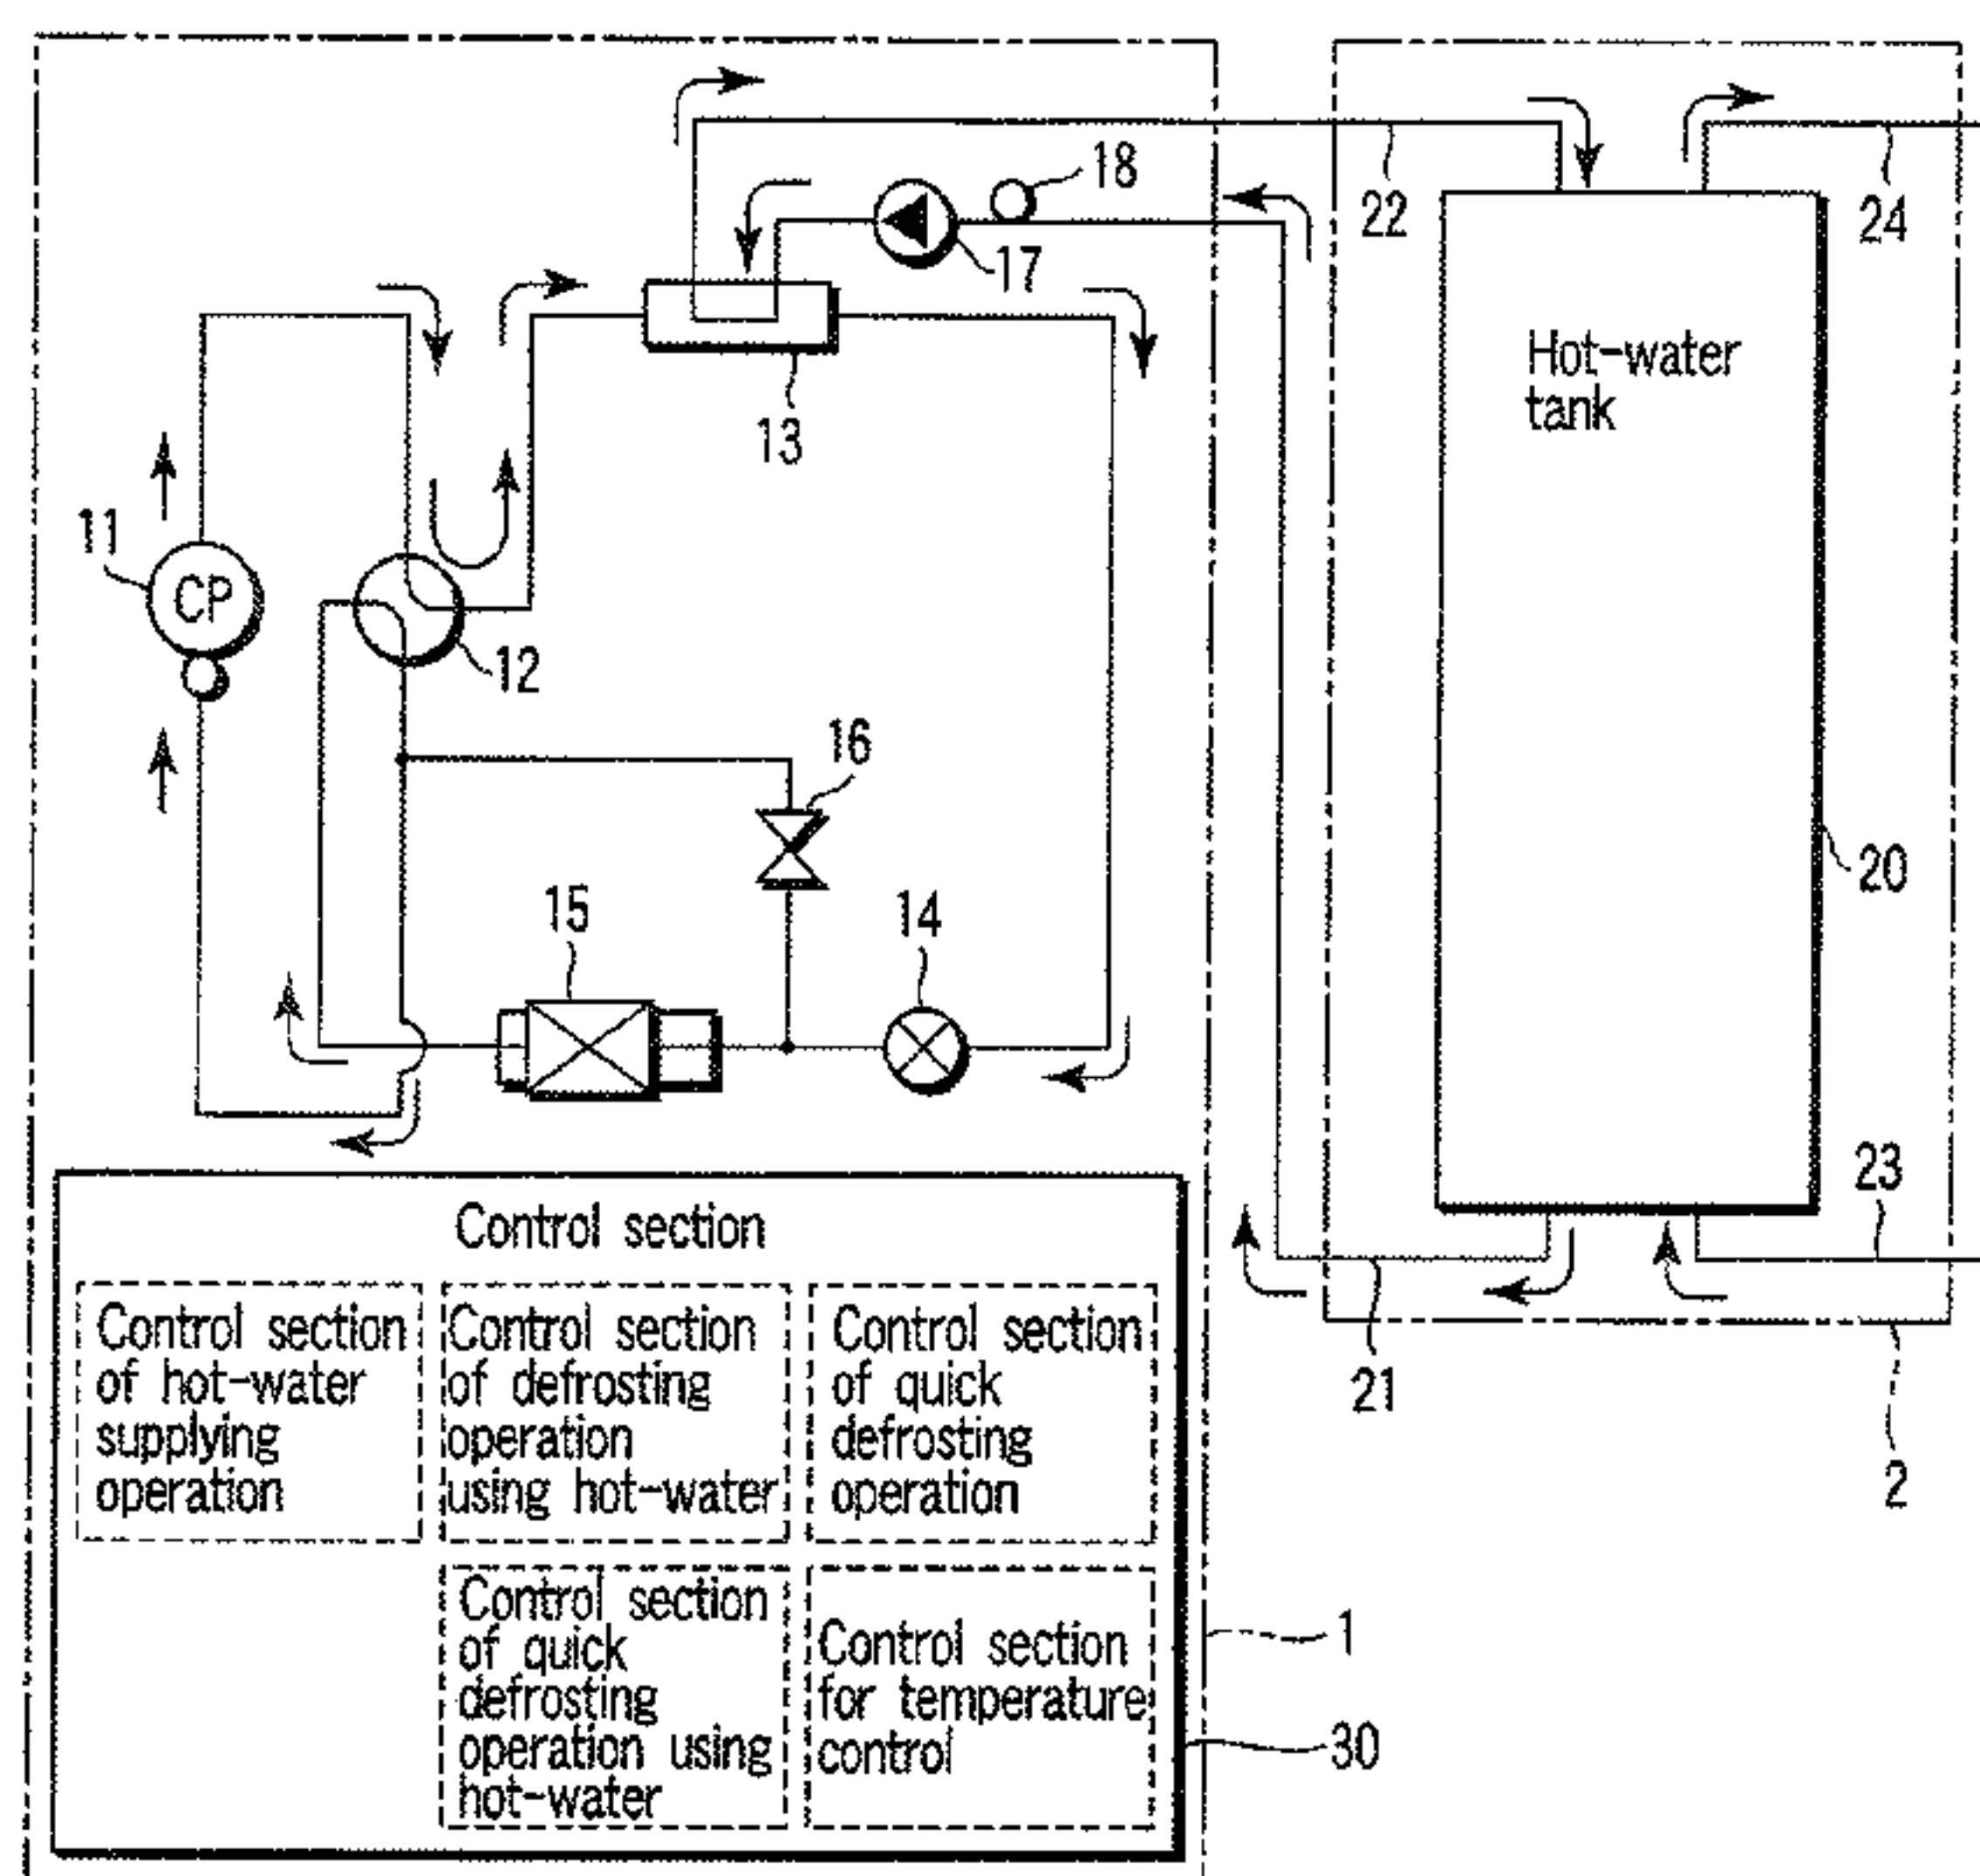 18
22
24
17
Hot-water
tank
13
11
CP
12
16
20
15
14
23
Control section
Control section
of hot-water
supplying
operation
Control section
of defrosting
operation
using hot-water
Control section
of quick
defrosting
operation
21
2
Control section
of quick
defrosting
operation using
hot-water
Control section
for temperature
control
1
30